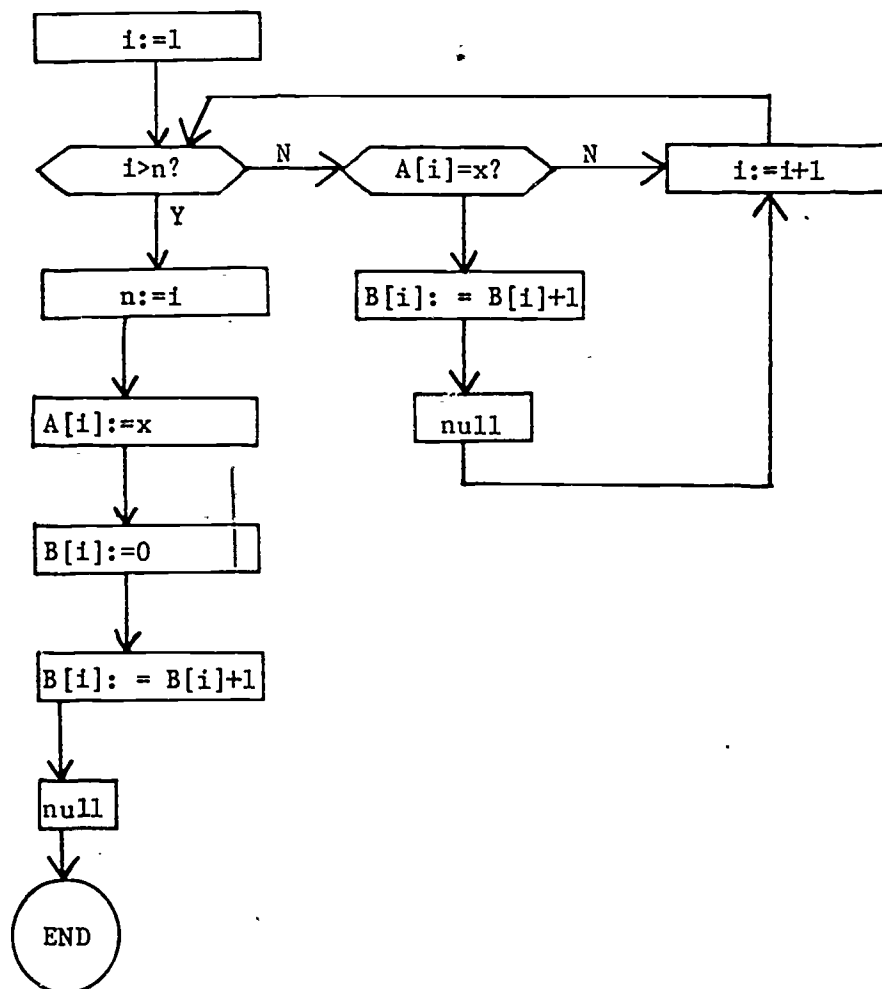 i:=1
i>n?
N
A[i]=x?
N
i:=i+1
Y
n:=i
B[i]: = B[i]+1
A[i]:=x
null
B[i]:=0
B[i]: = B[i]+1
null
END